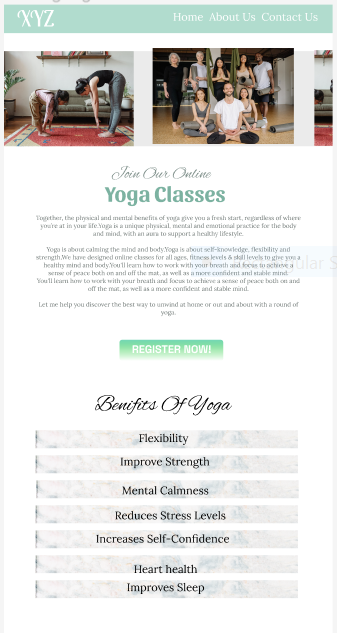 XYZ
Home About Us Contact Us
Join Our Online
Yoga Classes
Together, the physical and mental benefits of yoga give you a fresh start, regardless of where
you're at in your life.Yoga is a unique physical, mental and emotional practice for the body
and mind, with an aura to support a healthy lifestyle.
Yoga is about calming the mind and body.Yoga is about self-knowledge, flexibility and
strength.We have designed online classes for all ages, fitness levels & skill levels to give you a
healthy mind and body.You'll learn how to work with your breath and focus to achieve a
sense of peace both on and off the mat, as well as a more confident and stable mind.
You'll learn how to work with your breath and focus to achieve a sense of peace both on and
off the mat, as well as a more confident and stable mind.
Let me help you discover the best way to unwind at home or out and about with a round of
yoga.
REGISTER NOW!
Benifits Of Yoga
Flexibility
Improve Strength
Mental Calmness
Reduces Stress Levels
Increases Self-Confidence
Heart health
Improves Sleep